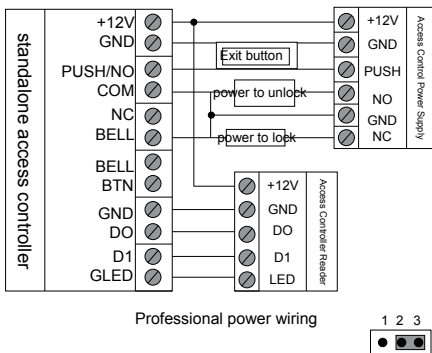 standalone access controller
+12V
GND
PUSH/NO
COM
NC
BELL
BELL
BTN
GND
DO
D1
GLED
Exit button
power to unlock
power to lock
+12V
GND
PUSH
NO
GND
NC
Access Control Power Supply
+12V
GND
DO
D1
LED
Access Controller Reader
Professional power wiring
1 2 3